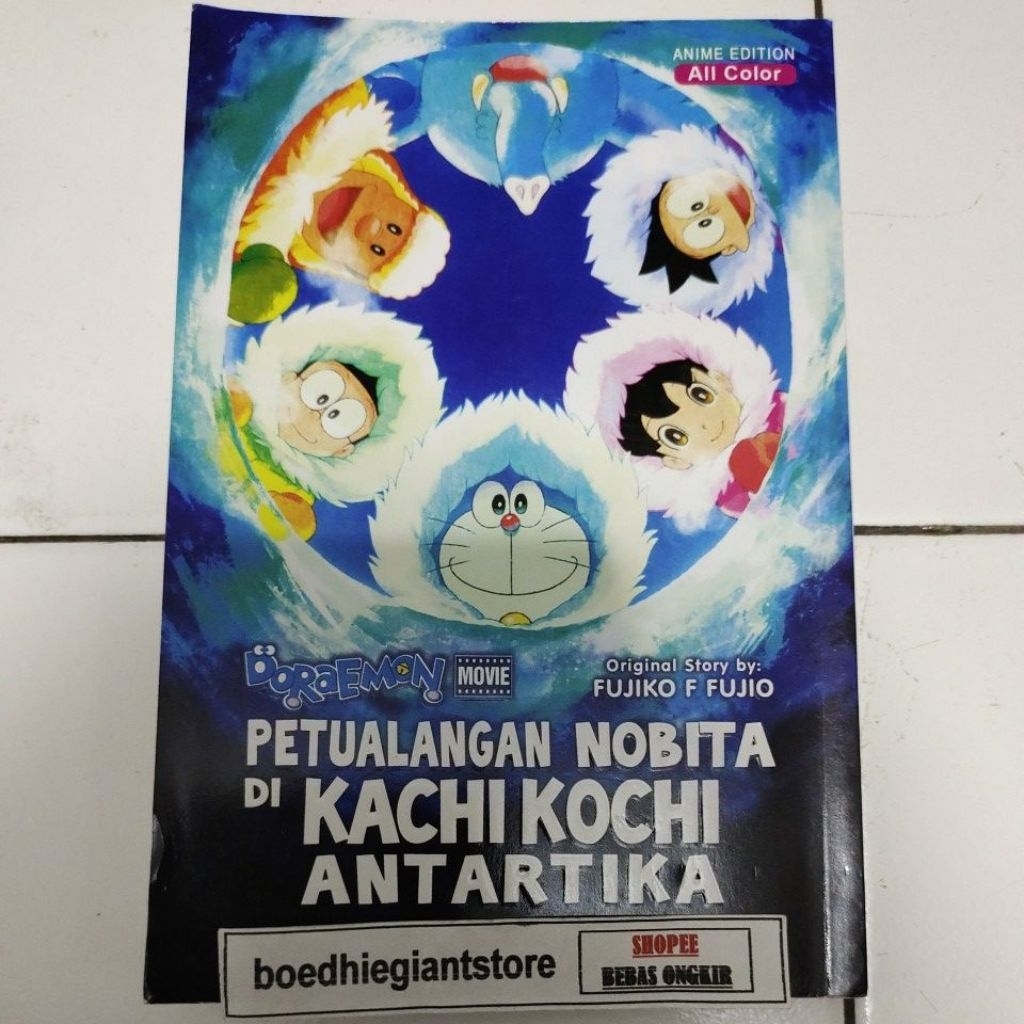 ANIME EDITION
All Color
DORAEMON MOVIE
Original Story by:
FUJIKO F FUJIO
PETUALANGAN NOBITA
DI KACHI KOCHI
ANTARTIKA
boedhiegiantstore
SHOPEE
BEBAS ONGKIR